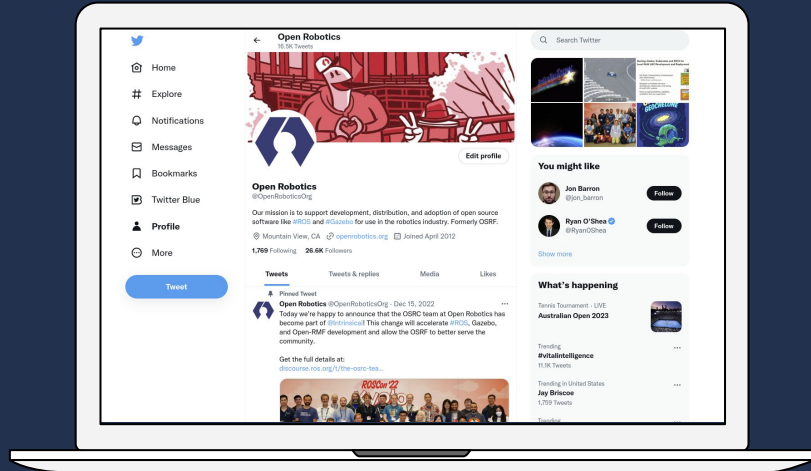 Open Robotics
16.5K Tweets
Search Twitter
Home
Explore
Notifications
Messages
Bookmarks
Twitter Blue
Profile
More
Tweet
Edit profile
Open Robotics
@OpenRoboticsOrg
Our mission is to support development, distribution, and adoption of open source
software like #ROS and #Gazebo for use in the robotics industry. Formerly OSRF.
Mountain View, CA openrobotics.org Joined April 2012
1,769 Following 26.6K Followers
Tweets Tweets & replies Media Likes
Pinned Tweet
Open Robotics @OpenRoboticsOrg · Dec 15, 2022
Today we're happy to announce that the OSRC team at Open Robotics has
become part of @Intrinsicai! This change will accelerate #ROS, Gazebo,
and Open-RMF development and allow the OSRF to better serve the
community.
Get the full details at:
discourse.ros.org/t/the-osrc-tea...
ROSCon '22
GEOCHELONE
You might like
Jon Barron
@jon_barron
Follow
Ryan O'Shea
@Ryan0Shea
Follow
Show more
What's happening
Tennis Tournament · LIVE
Australian Open 2023
Trending
#vitalintelligence
11.1K Tweets
Trending in United States
Jay Briscoe
1,759 Tweets
Trending